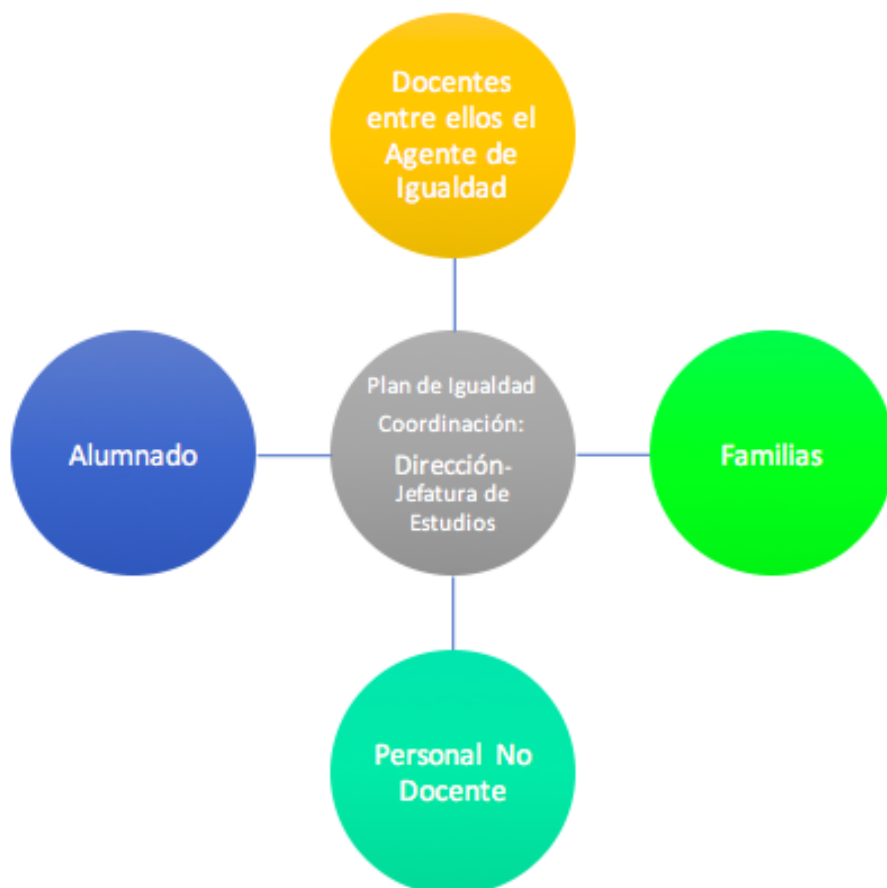 Docentes
entre ellos el
Agente de
Igualdad
Alumnado
Plan de Igualdad
Coordinación:
Dirección-
Jefatura de
Estudios
Familias
Personal No
Docente